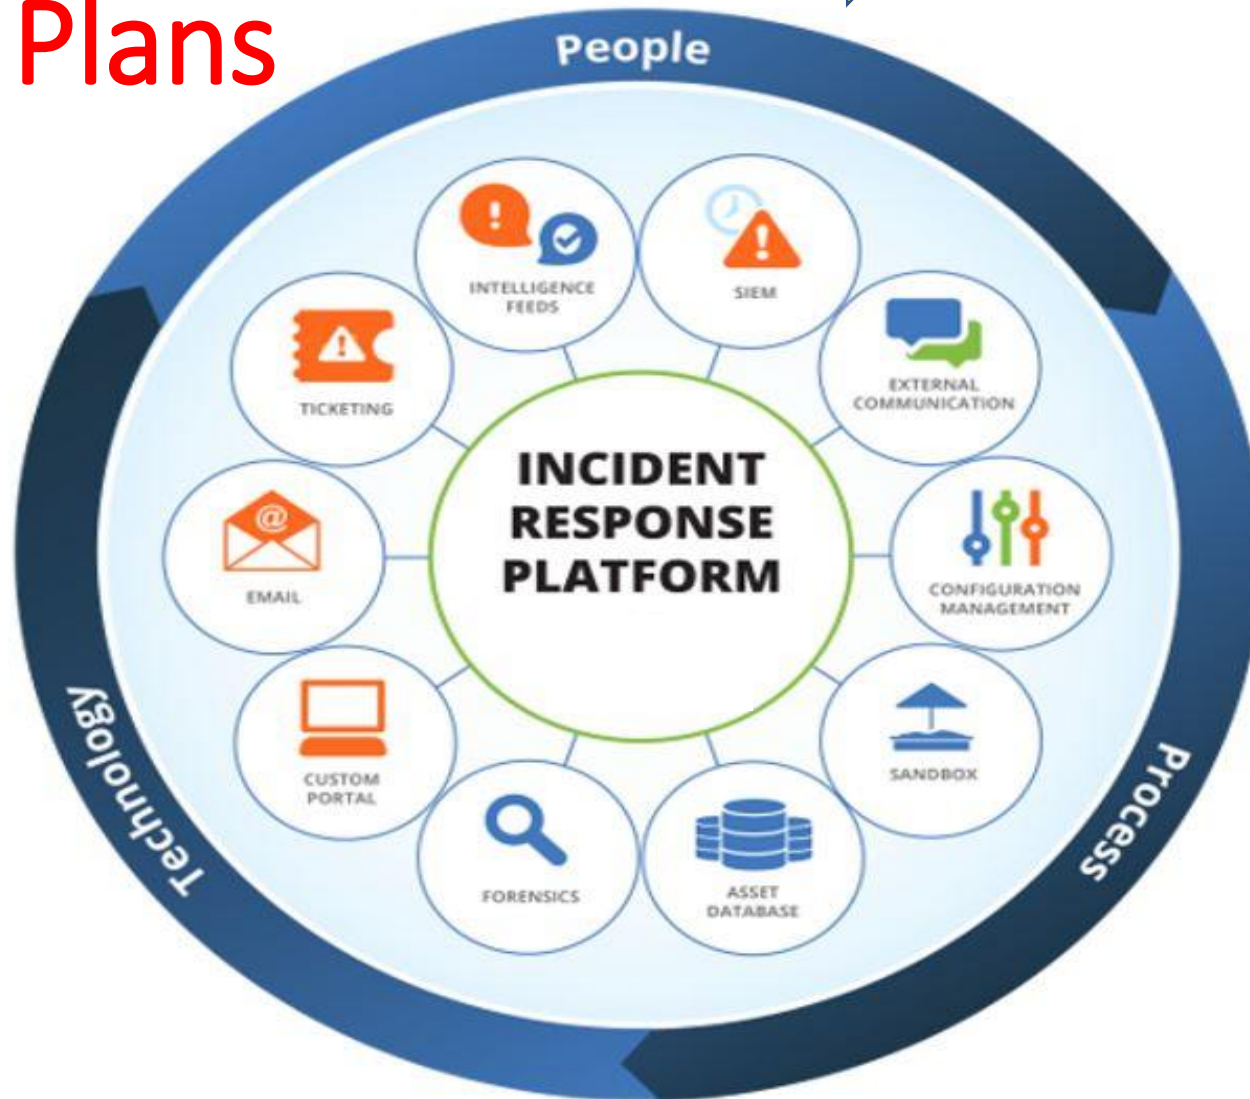 Plans
People
INTELLIGENCE
FEEDS
SIEM
TICKETING
EXTERNAL
COMMUNICATION
INCIDENT
RESPONSE
PLATFORM
EMAIL
CONFIGURATION
MANAGEMENT
CUSTOM
PORTAL
SANDBOX
FORENSICS
ASSET
DATABASE
Technology
Process